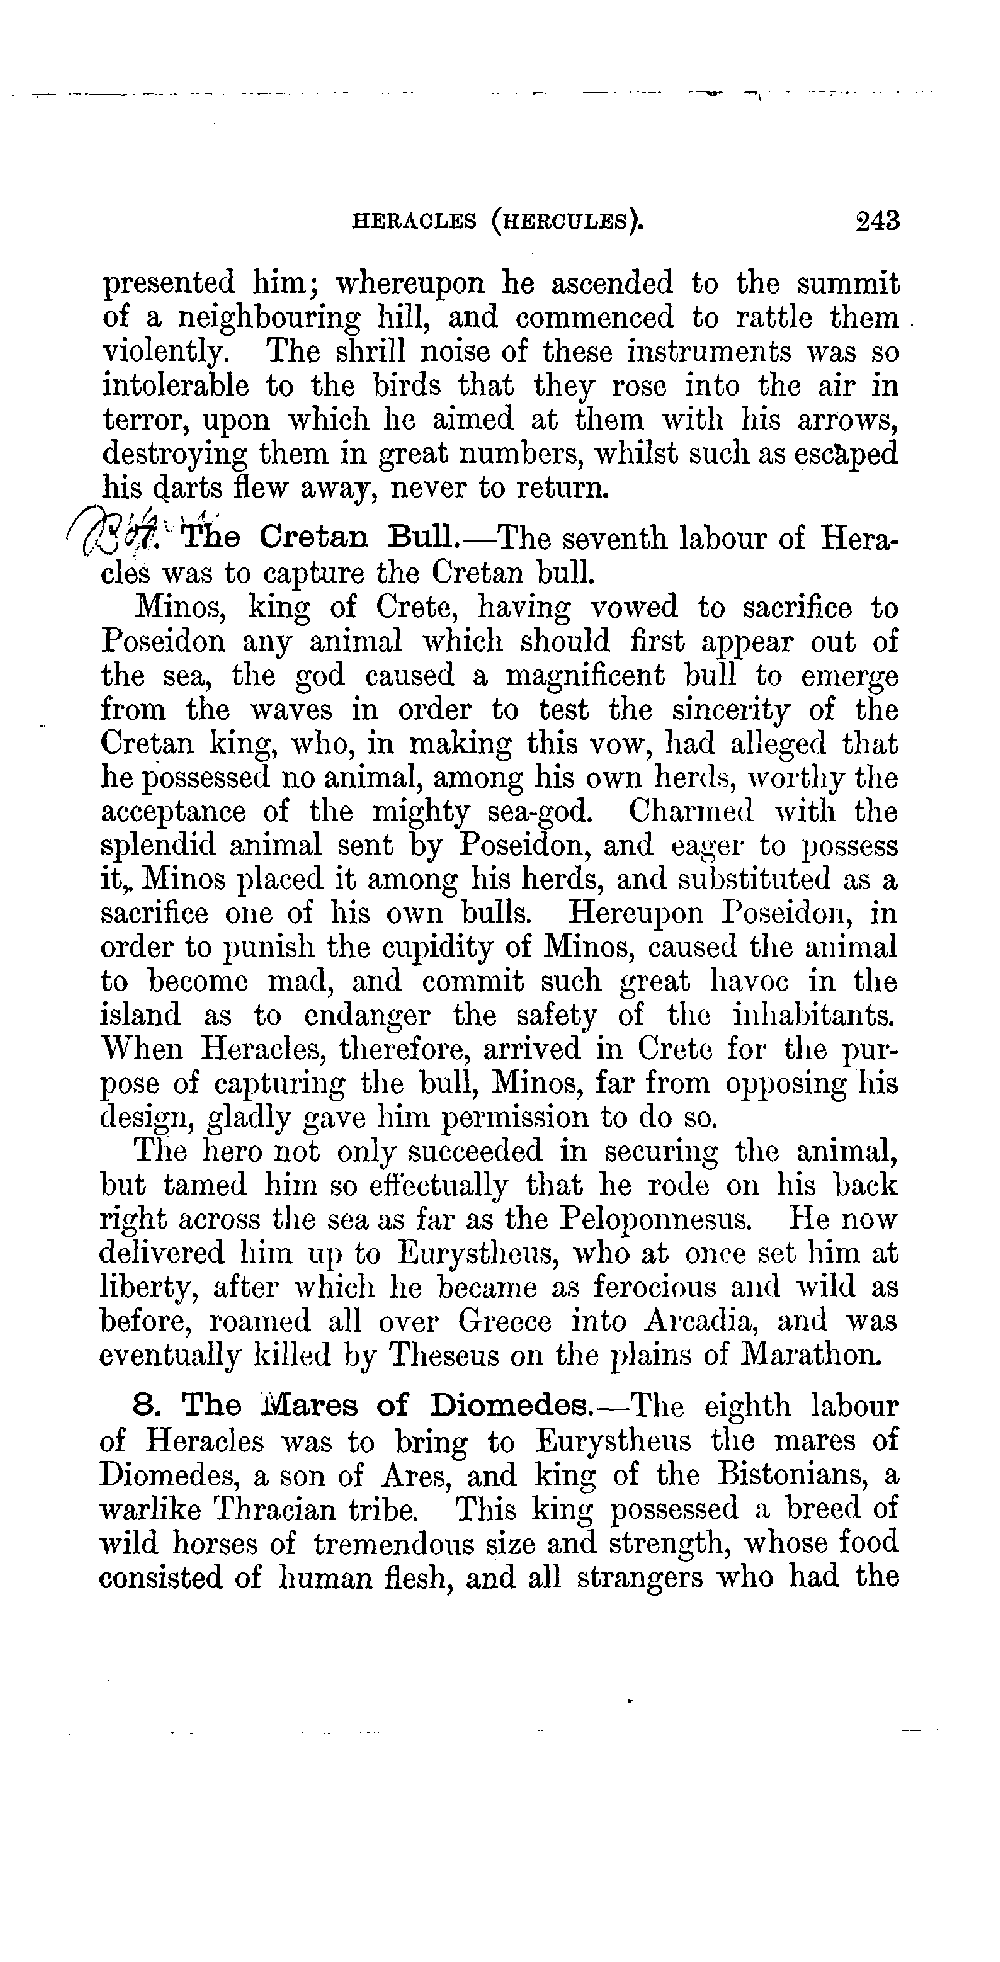 HERACLES (HERCULES). 243
presented him; whereupon he ascended to the summit
of a neighbouring hill, and commenced to rattle them
violently. The shrill noise of these instruments was so
intolerable to the birds that they rose into the air in
terror, upon which he aimed at them with his arrows,
destroying them in great numbers, whilst such as escaped
his darts flew away, never to return.
7. The Cretan Bull.—The seventh labour of Hera-
cles was to capture the Cretan bull.
Minos, king of Crete, having vowed to sacrifice to
Poseidon any animal which should first appear out of
the sea, the god caused a magnificent bull to emerge
from the waves in order to test the sincerity of the
Cretan king, who, in making this vow, had alleged that
he possessed no animal, among his own herds, worthy the
acceptance of the mighty sea-god. Charmed with the
splendid animal sent by Poseidon, and eager to possess
it, Minos placed it among his herds, and substituted as a
sacrifice one of his own bulls. Hereupon Poseidon, in
order to punish the cupidity of Minos, caused the animal
to become mad, and commit such great havoc in the
island as to endanger the safety of the inhabitants.
When Heracles, therefore, arrived in Crete for the pur-
pose of capturing the bull, Minos, far from opposing his
design, gladly gave him permission to do so.
The hero not only succeeded in securing the animal,
but tamed him so effectually that he rode on his back
right across the sea as far as the Peloponnesus. He now
delivered him up to Eurystheus, who at once set him at
liberty, after which he became as ferocious and wild as
before, roamed all over Greece into Arcadia, and was
eventually killed by Theseus on the plains of Marathon.
8. The Mares of Diomedes.—The eighth labour
of Heracles was to bring to Eurystheus the mares of
Diomedes, a son of Ares, and king of the Bistonians, a
warlike Thracian tribe. This king possessed a breed of
wild horses of tremendous size and strength, whose food
consisted of human flesh, and all strangers who had the